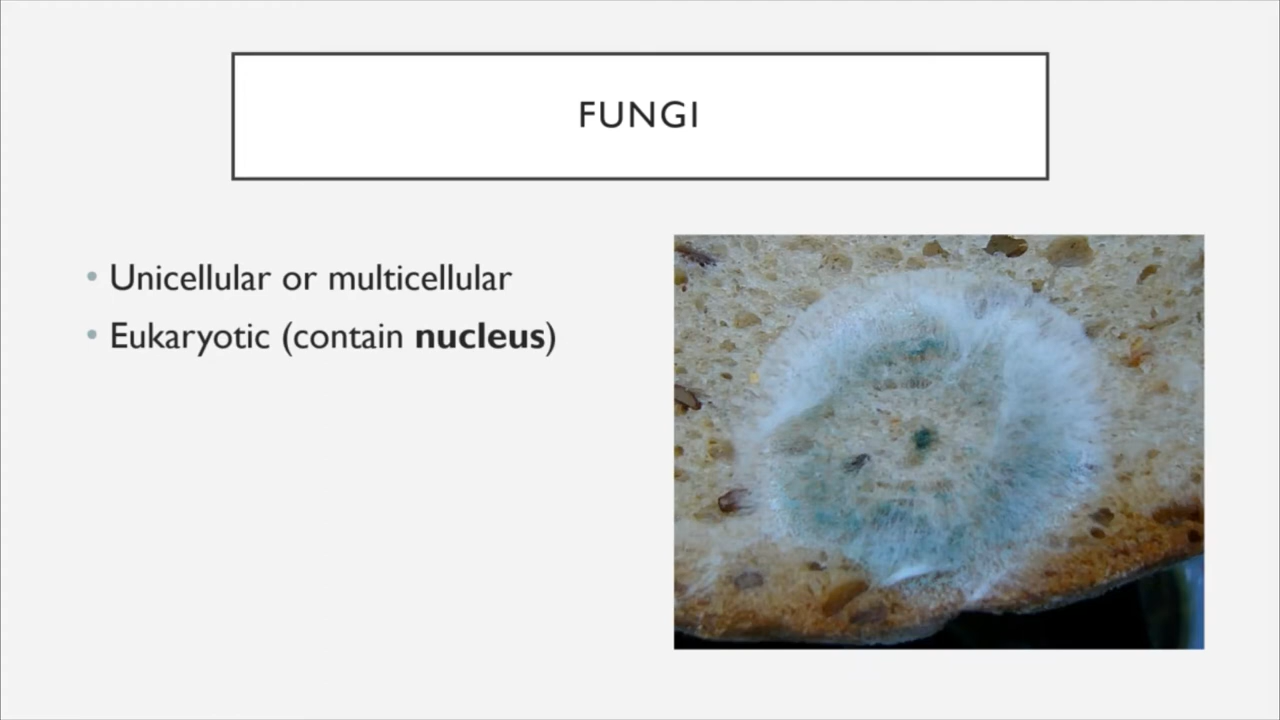 FUNGI
• Unicellular or multicellular
• Eukaryotic (contain nucleus)